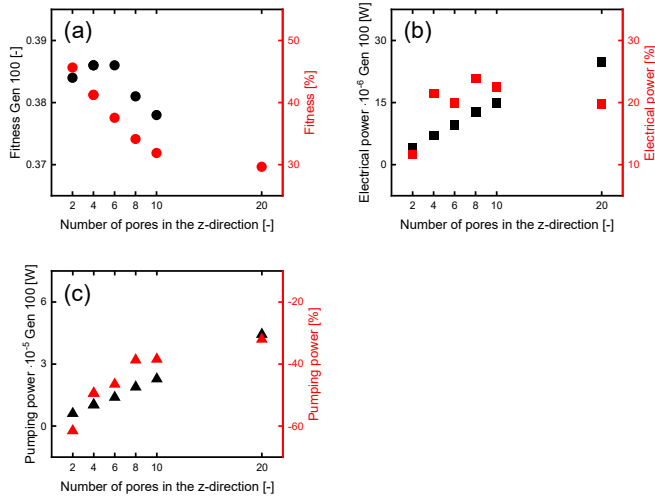 (a)
Fitness Gen 100 [-]
0.39
0.38
0.37
50
40
30
Fitness [%]
2 4 6 8 10 20
Number of pores in the z-direction [-]
(b)
Electrical power ·10⁻⁶ Gen 100 [W]
30
15
0
40
30
20
10
Electrical power [%]
2 4 6 8 10 20
Number of pores in the z-direction [-]
(c)
Pumping power ·10⁻⁵ Gen 100 [W]
6
3
0
-20
-40
-60
Pumping power [%]
2 4 6 8 10 20
Number of pores in the z-direction [-]